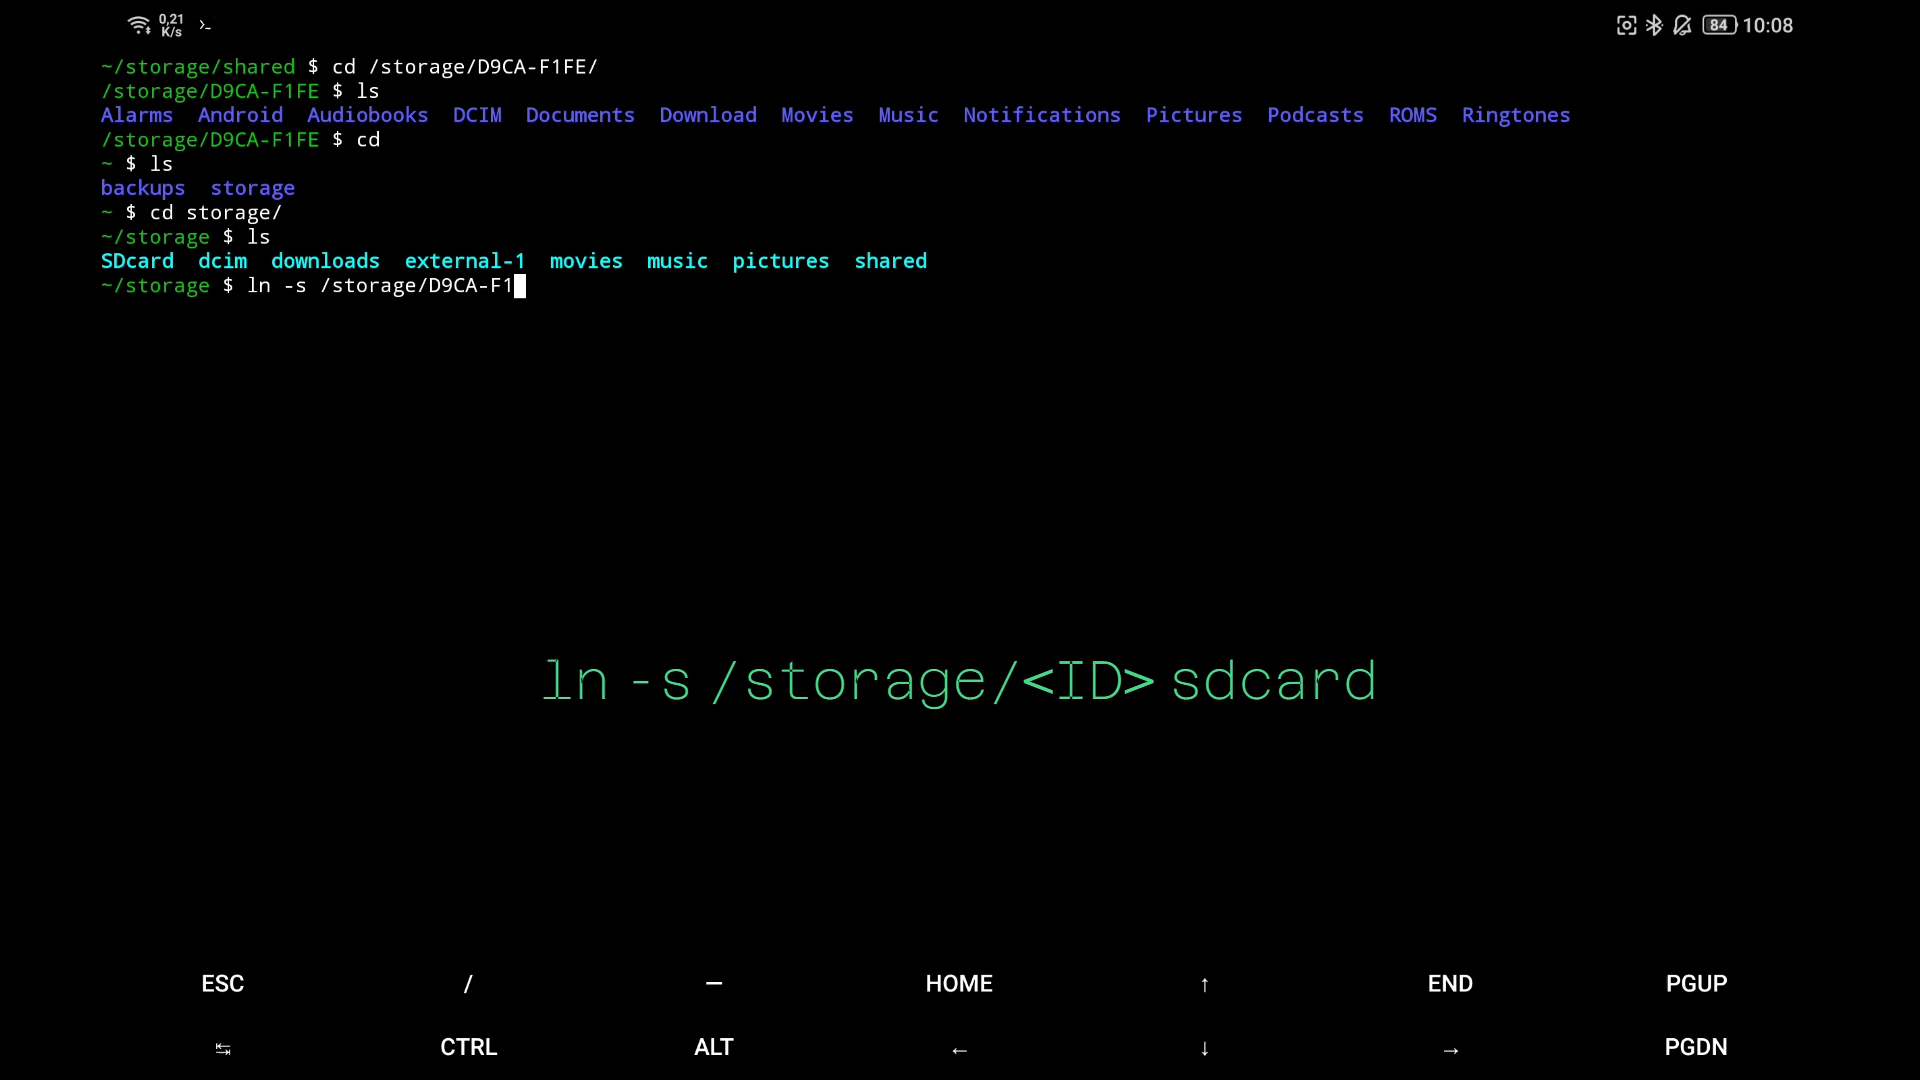 0,21
K/s
84 10:08
~/storage/shared $ cd /storage/D9CA-F1FE/
/storage/D9CA-F1FE $ ls
Alarms Android Audiobooks DCIM Documents Download Movies Music Notifications Pictures Podcasts ROMS Ringtones
/storage/D9CA-F1FE $ cd
~ $ ls
backups storage
~ $ cd storage/
~/storage $ ls
SDcard dcim downloads external-1 movies music pictures shared
~/storage $ ln -s /storage/D9CA-F1
ln -s /storage/<ID> sdcard
ESC / — HOME ↑ END PGUP
⇆ CTRL ALT ← ↓ → PGDN